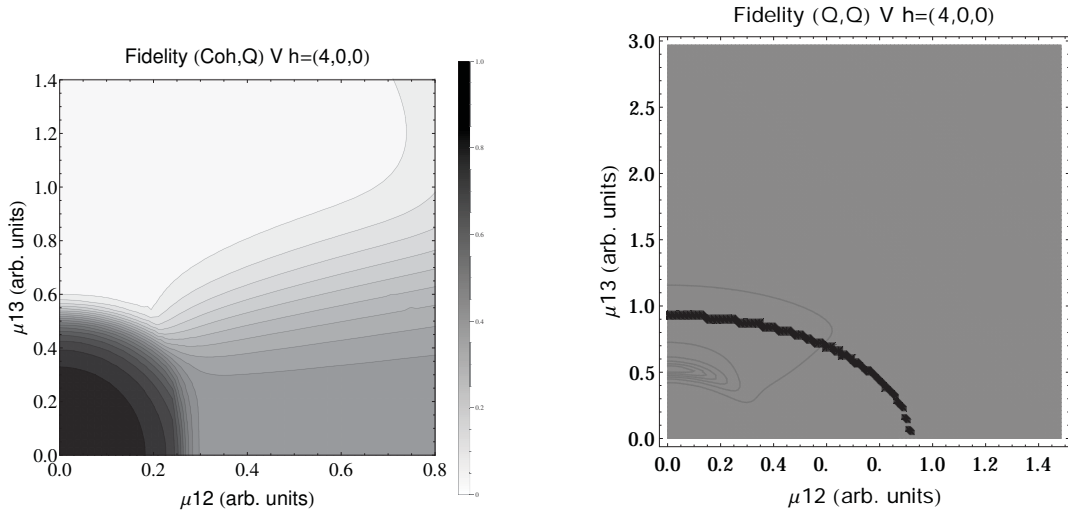 Fidelity (Coh,Q) V h=(4,0,0)
1.4
1.2
1.0
0.8
0.6
0.4
0.2
0.0
μ13 (arb. units)
0.0 0.2 0.4 0.6 0.8
μ12 (arb. units)
1.0
0.8
0.6
0.4
0.2
0
Fidelity (Q,Q) V h=(4,0,0)
3.0
2.5
2.0
1.5
1.0
0.5
0.0
μ13 (arb. units)
0.0 0.2 0.4 0. 0. 1.0 1.2 1.4
μ12 (arb. units)